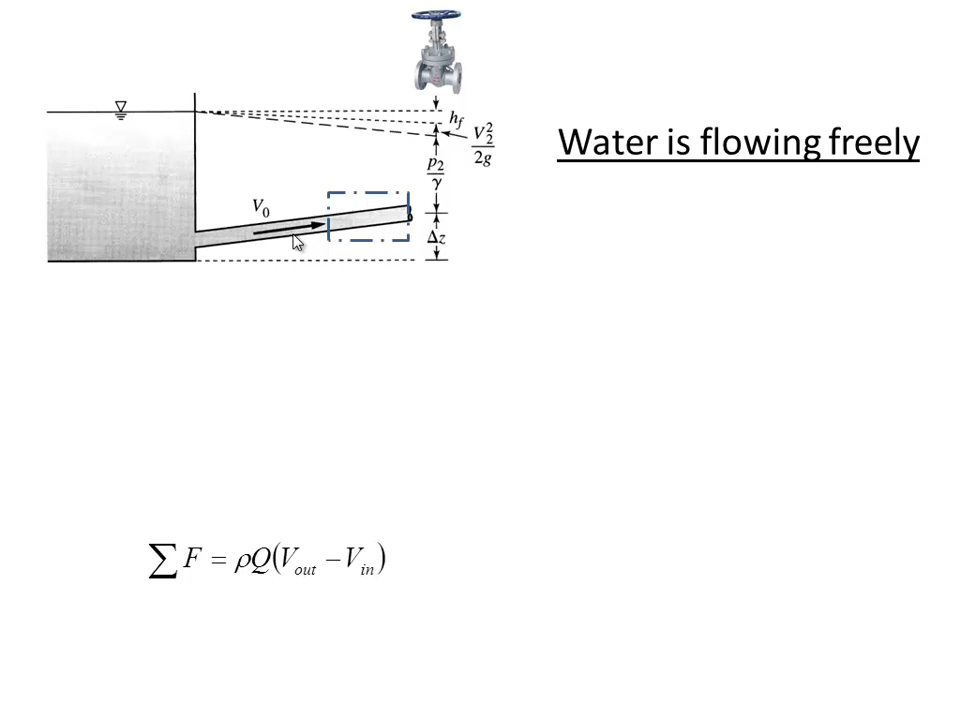 h_f
V_2^2
2g
Water is flowing freely
p_2
γ
V_0
Δz
∑ F = ρQ(V_out − V_in)